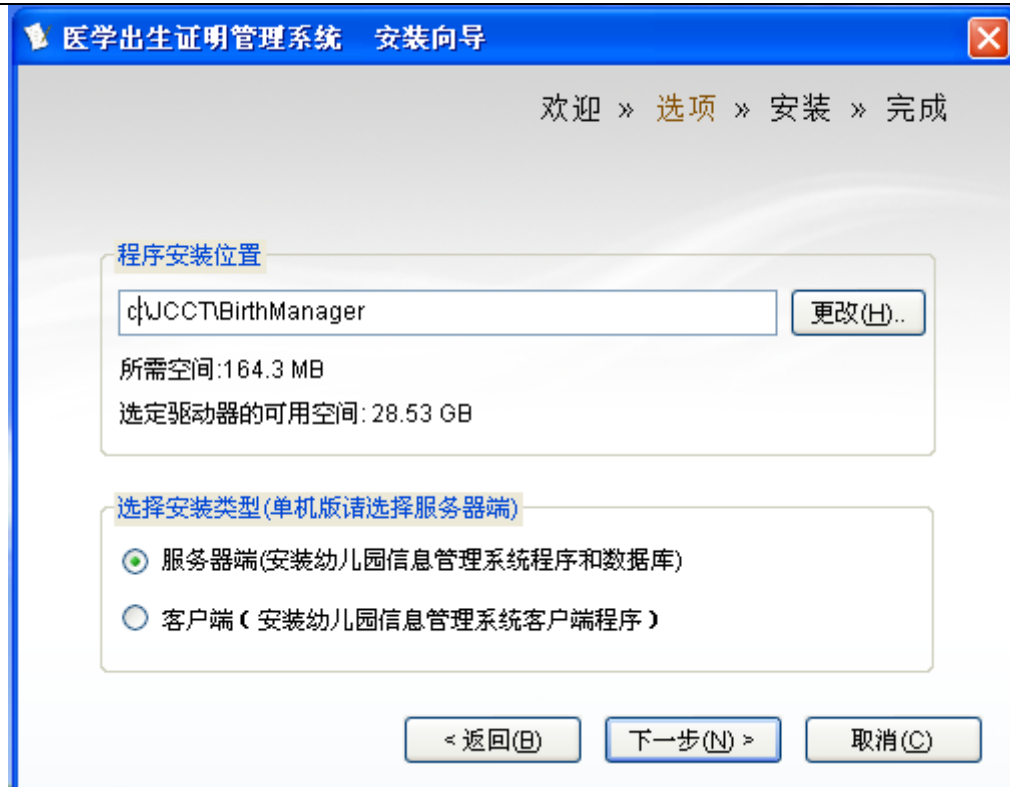 医学出生证明管理系统 安装向导
欢迎 » 选项 » 安装 » 完成
程序安装位置
c:\JCCT\BirthManager
更改(H)..
所需空间:164.3 MB
选定驱动器的可用空间: 28.53 GB
选择安装类型(单机版请选择服务器端)
服务器端(安装幼儿园信息管理系统程序和数据库)
客户端（安装幼儿园信息管理系统客户端程序）
< 返回(B) 下一步(N) > 取消(C)